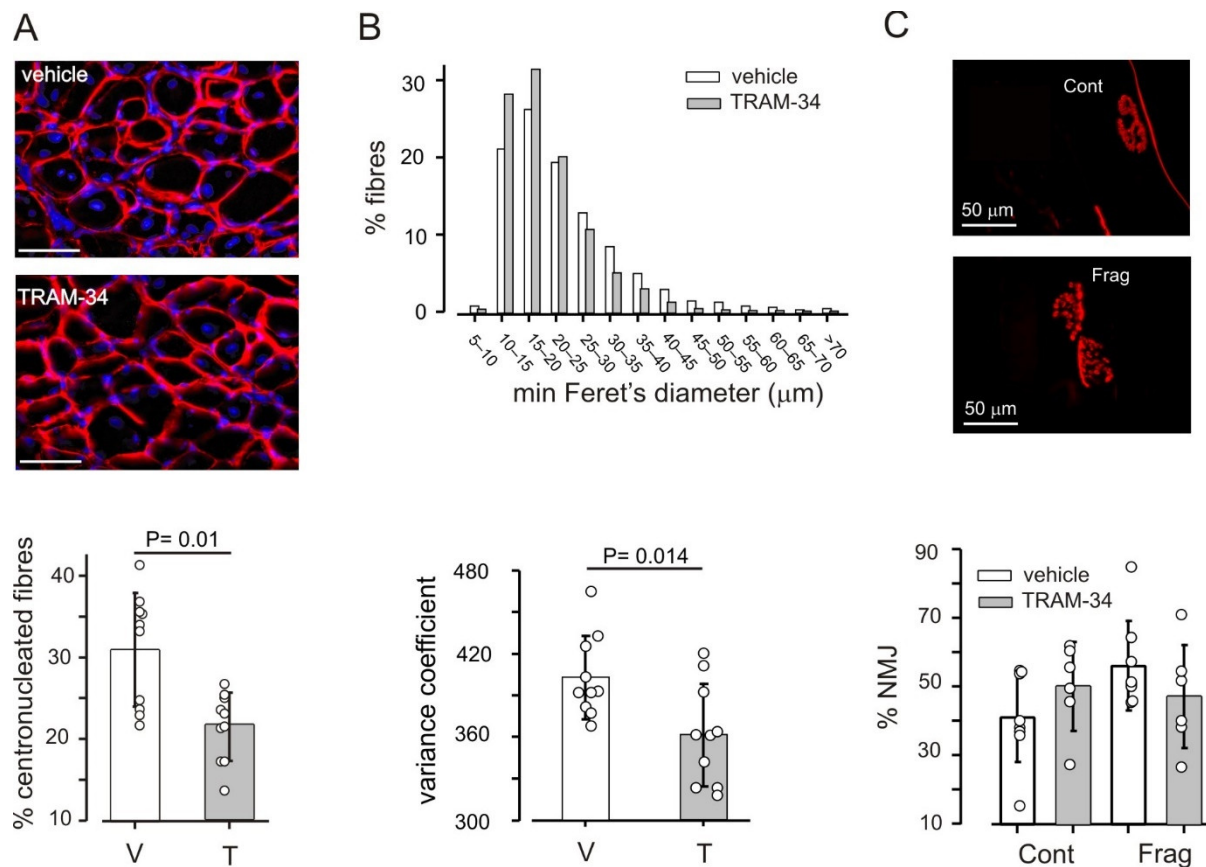 A
vehicle
TRAM-34
P= 0.01
% centronucleated fibres
40
30
20
10
V
T
B
vehicle
TRAM-34
% fibres
30
20
10
0
5–10
10–15
15–20
20–25
25–30
30–35
35–40
40–45
45–50
50–55
55–60
60–65
65–70
>70
min Feret's diameter (μm)
P= 0.014
variance coefficient
480
420
360
300
V
T
C
Cont
50 μm
Frag
50 μm
vehicle
TRAM-34
% NMJ
90
70
50
30
10
Cont
Frag